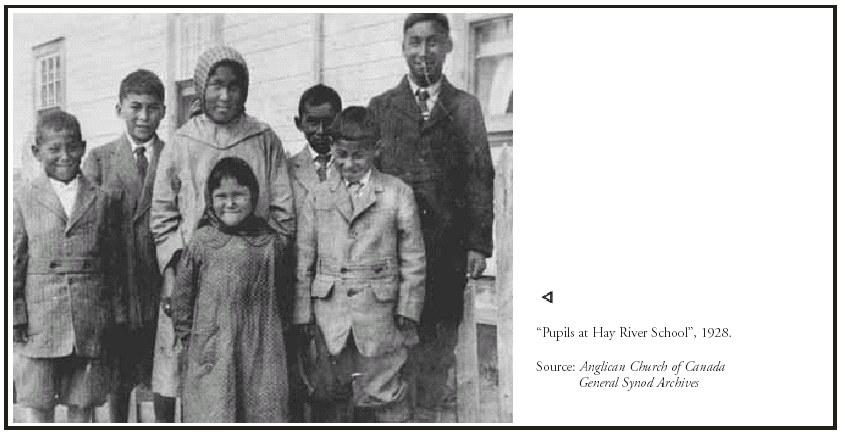 “Pupils at Hay River School”, 1928.
Source: Anglican Church of Canada
General Synod Archives